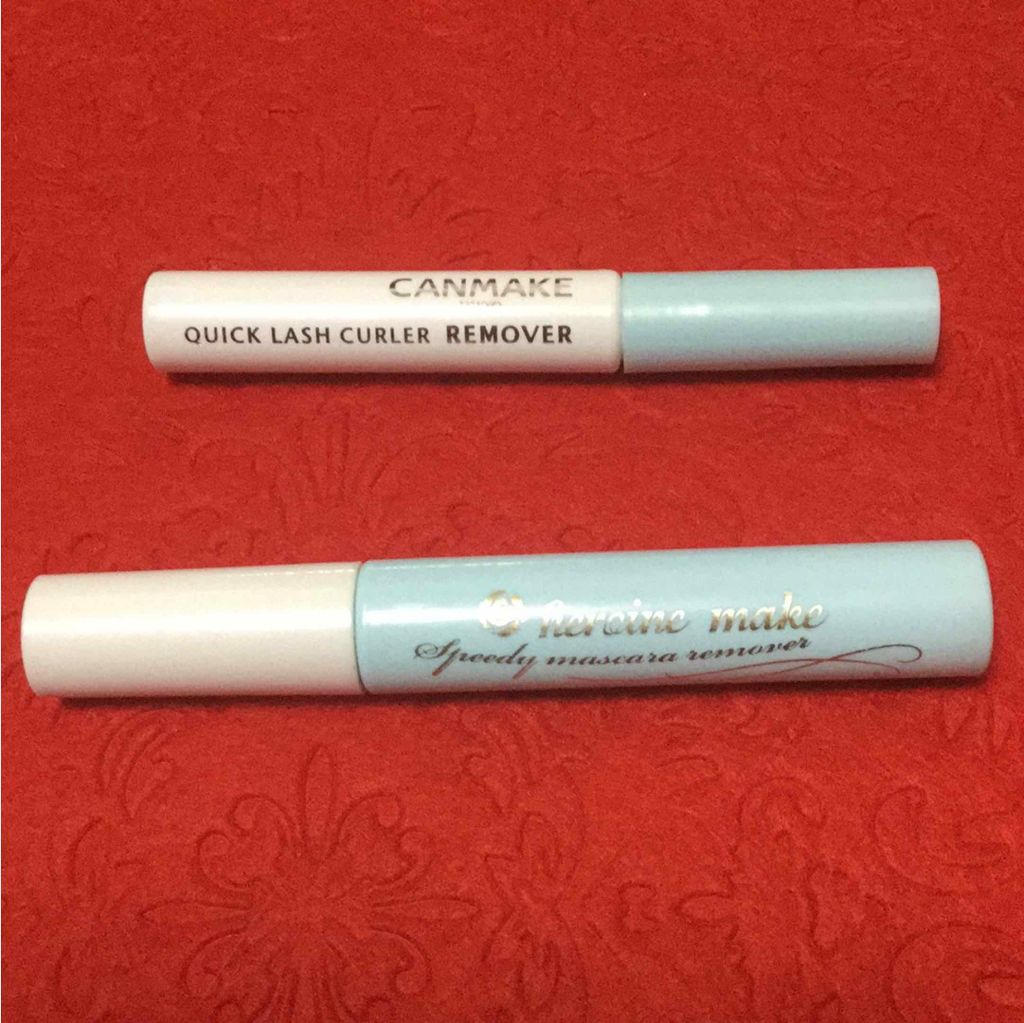 CANMAKE
QUICK LASH CURLER REMOVER
heroine make
Speedy mascara remover